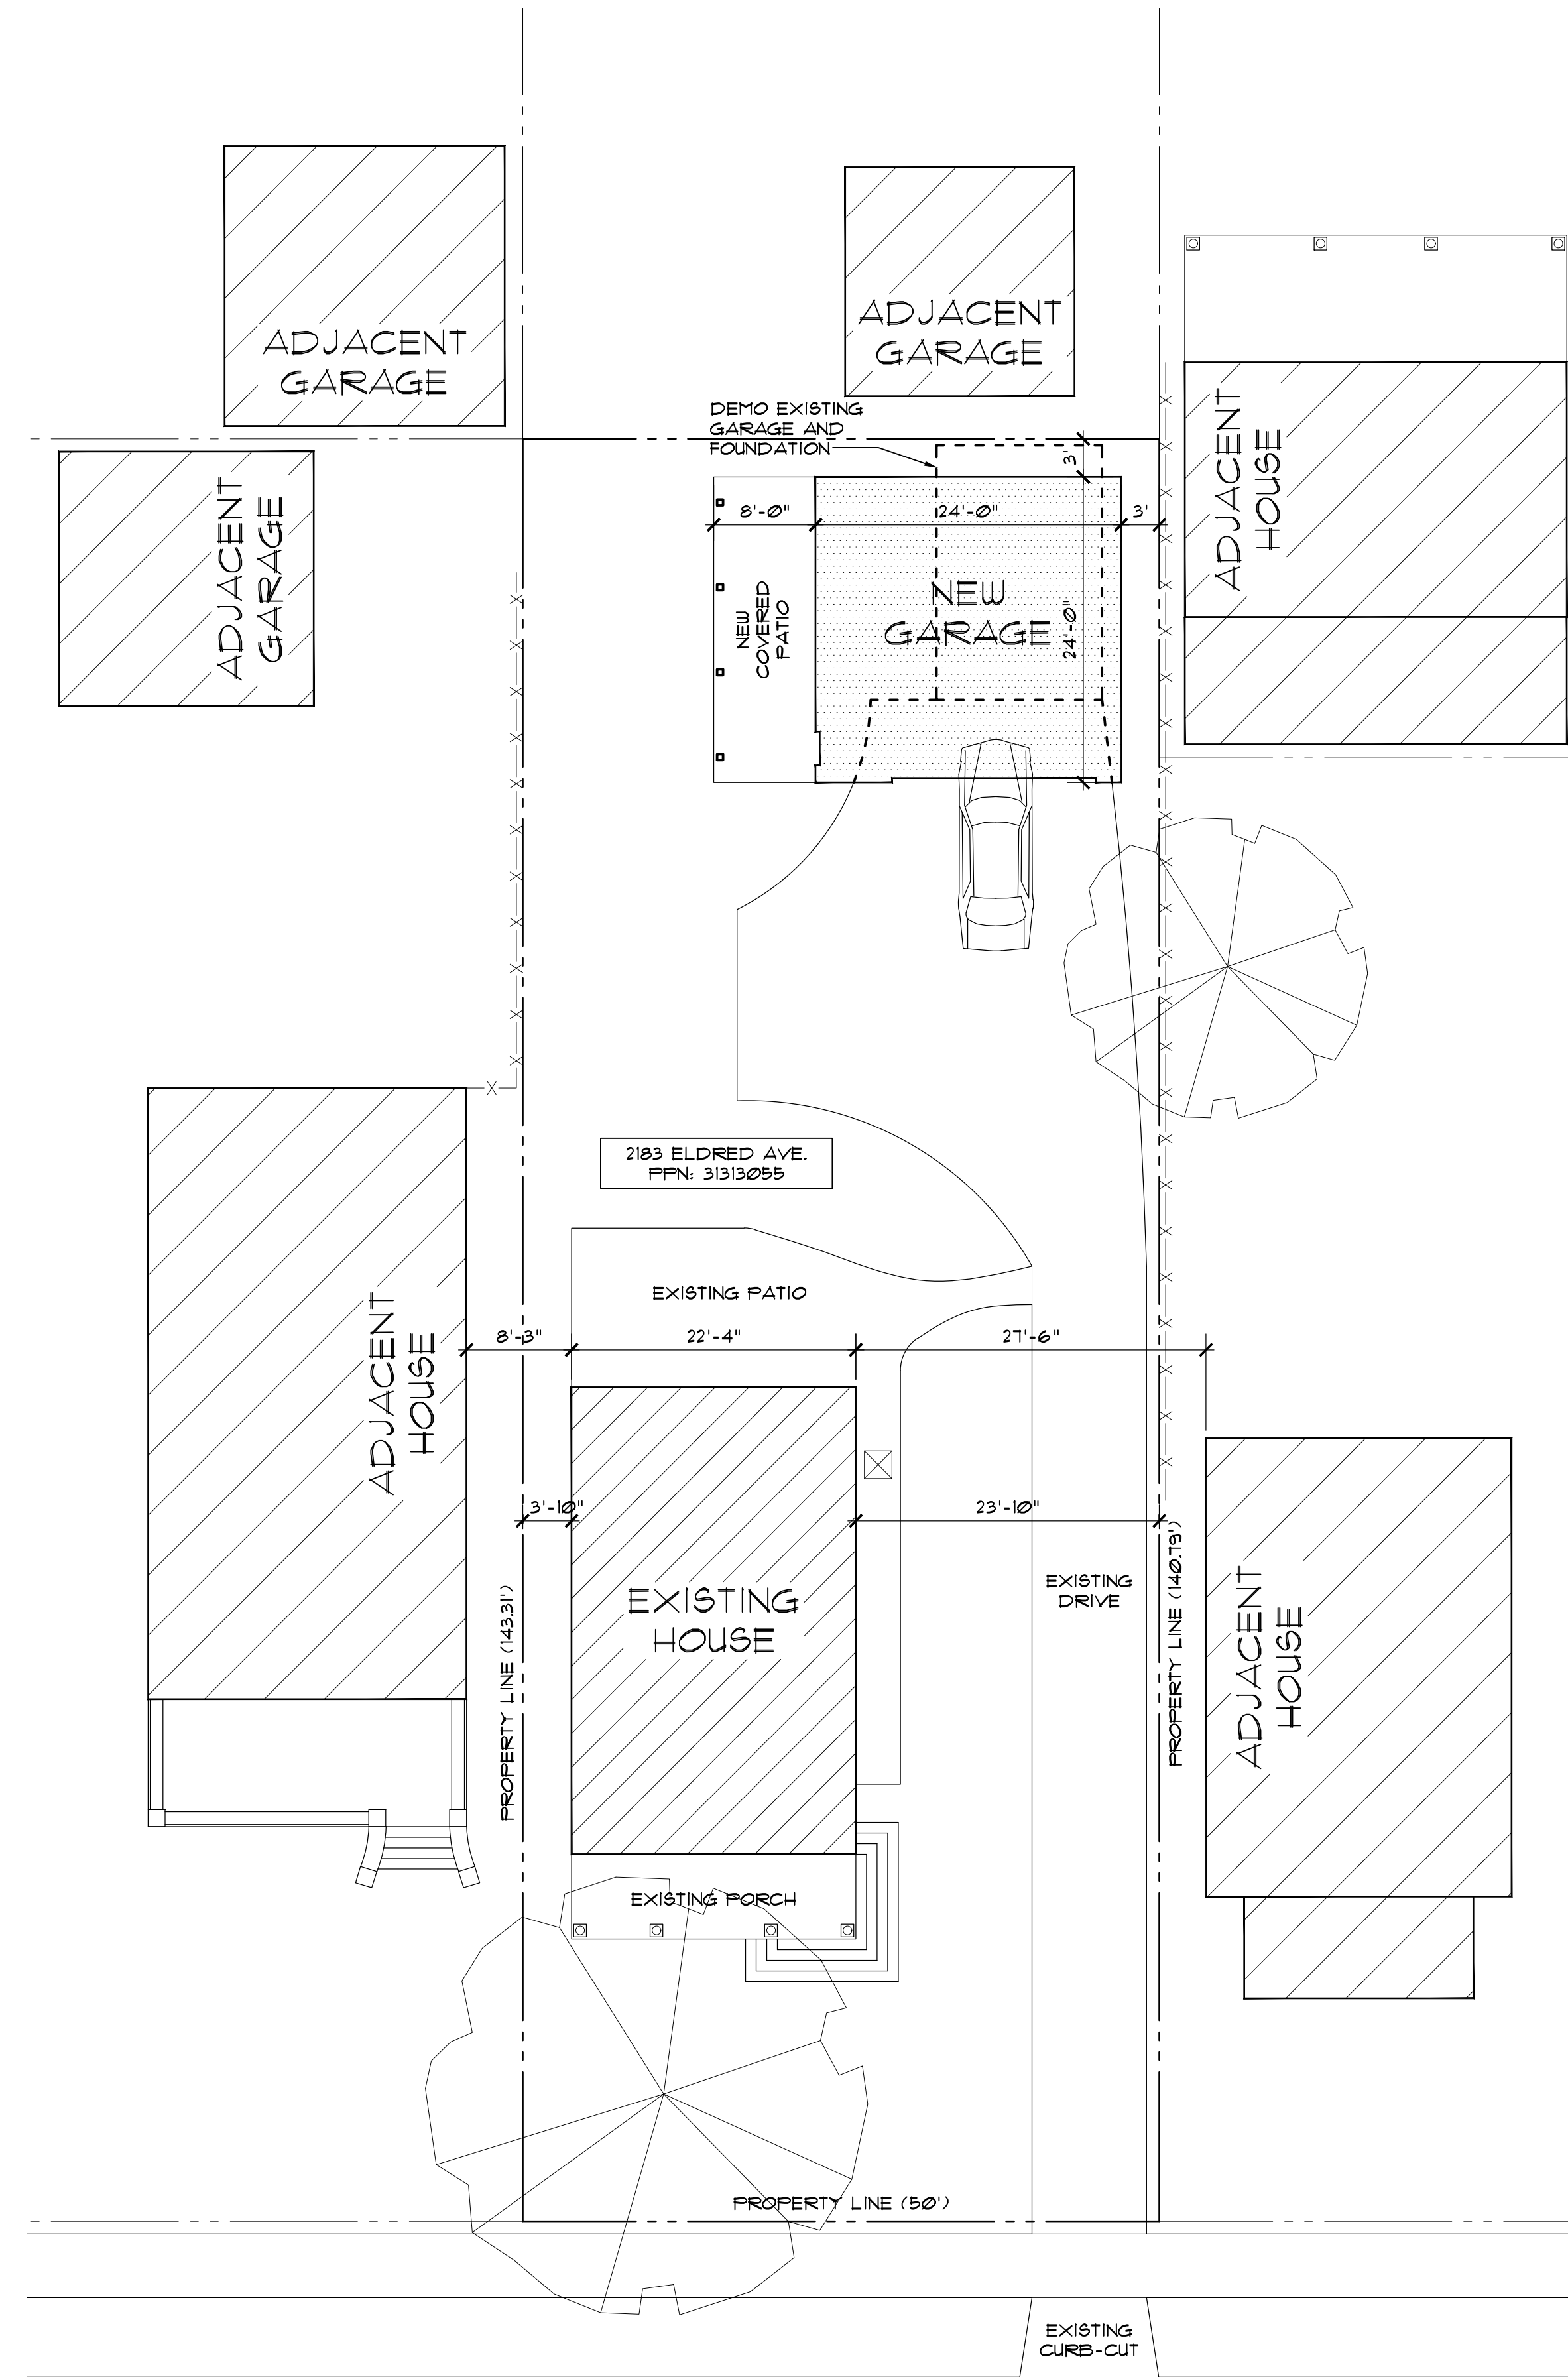 ADJACENT
GARAGE
ADJACENT
GARAGE
DEMO EXISTING
GARAGE AND
FOUNDATION
3'
ADJACENT
HOUSE
ADJACENT
GARAGE
8'-0"
24'-0"
3'
NEW
COVERED
PATIO
NEW
GARAGE
24'-0"
2183 ELDRED AVE.
PPN: 31313055
EXISTING PATIO
8'-3"
22'-4"
27'-6"
ADJACENT
HOUSE
3'-10"
23'-10"
EXISTING
HOUSE
EXISTING
DRIVE
PROPERTY LINE (143.31')
PROPERTY LINE (140.79')
ADJACENT
HOUSE
EXISTING PORCH
PROPERTY LINE (50')
EXISTING
CURB-CUT